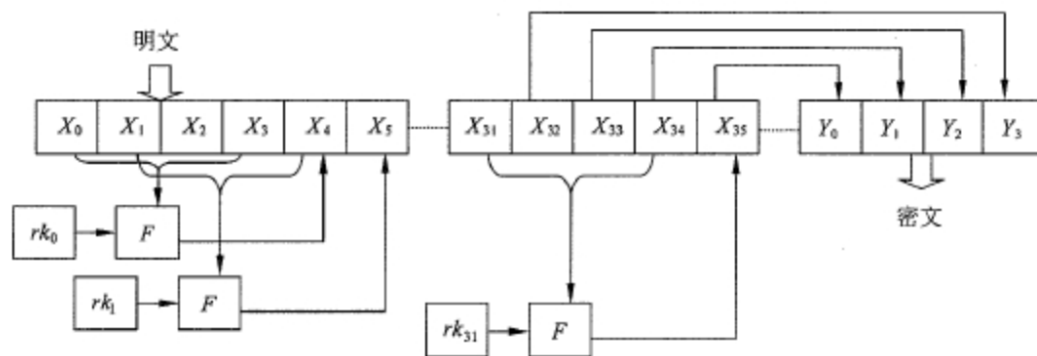 明文
X₀ X₁ X₂ X₃ X₄ X₅ X₃₁ X₃₂ X₃₃ X₃₄ X₃₅ Y₀ Y₁ Y₂ Y₃
密文
rk₀ F
rk₁ F
rk₃₁ F